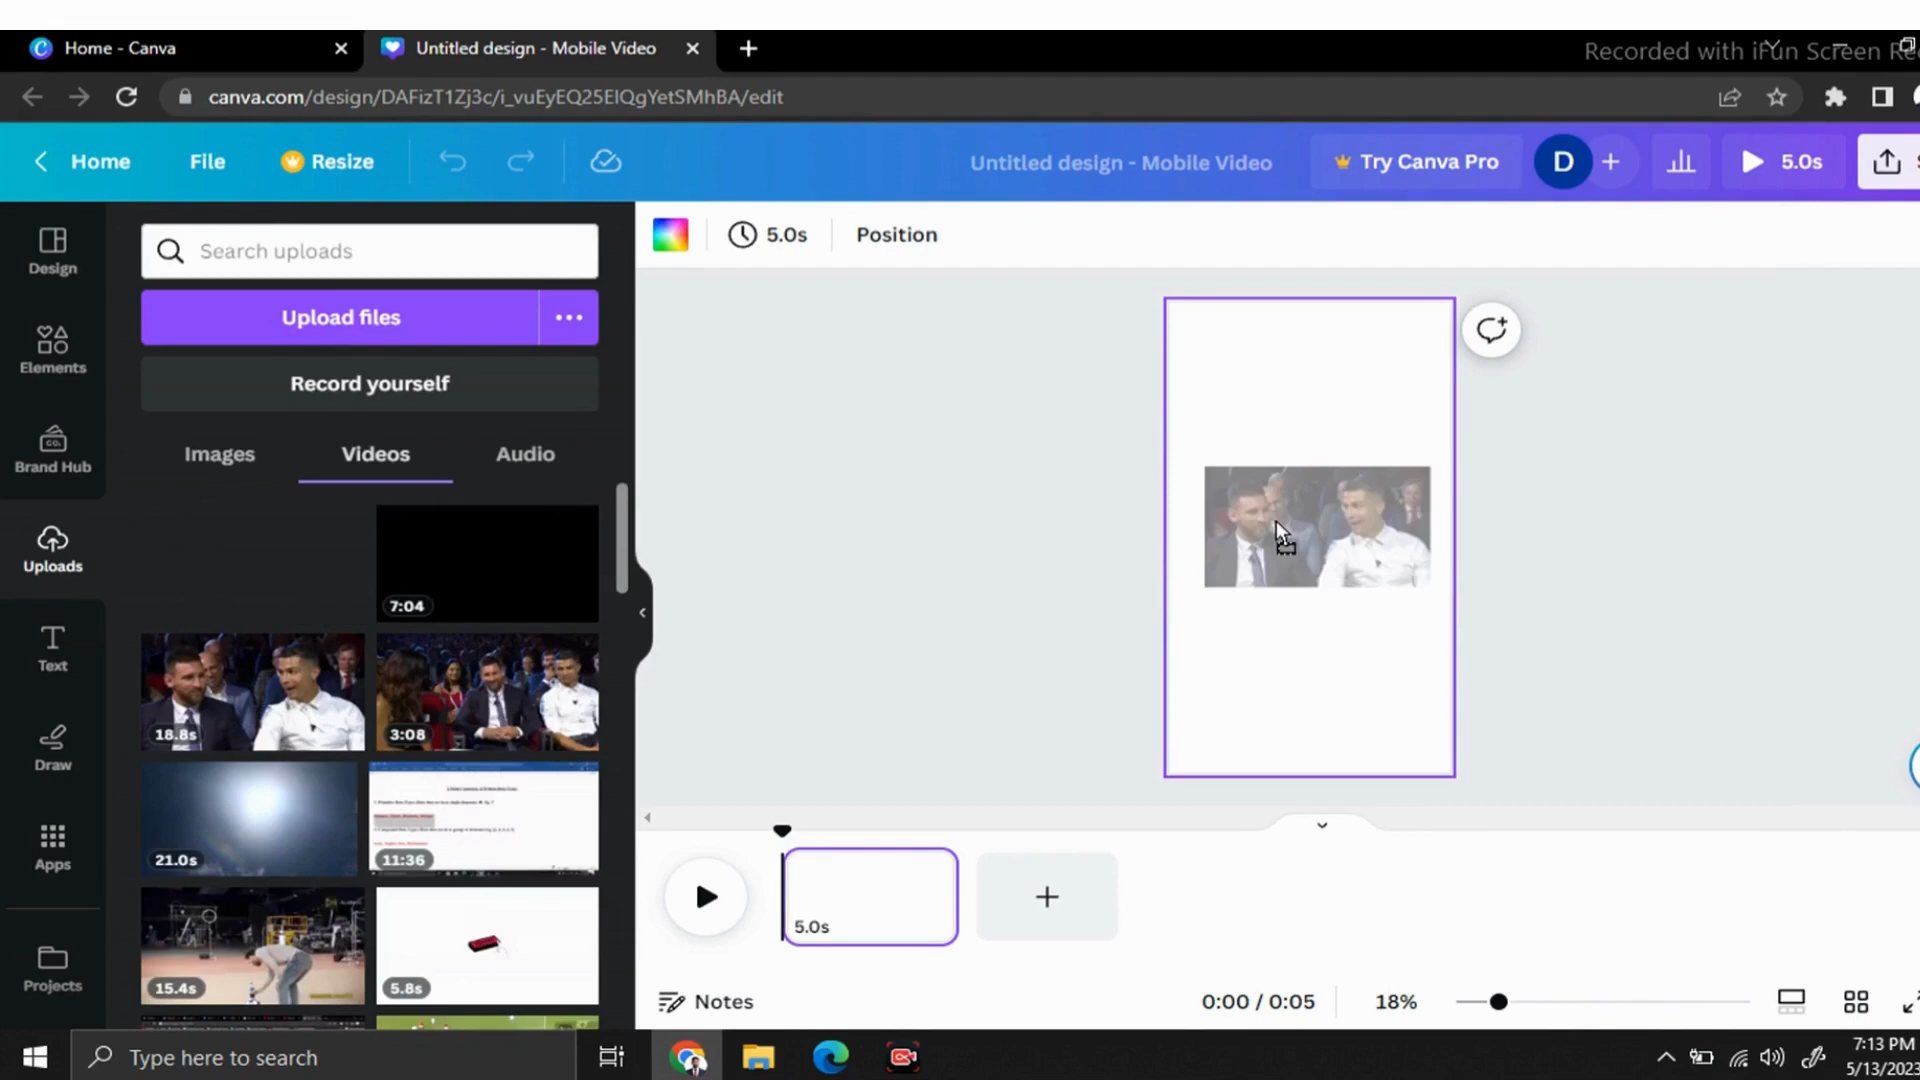 Home - Canva
Untitled design - Mobile Video
Recorded with iFun Screen Re
canva.com/design/DAFizT1Zj3c/i_vuEyEQ25ElQgYetSMhBA/edit
Home
File
Resize
Untitled design - Mobile Video
Try Canva Pro
D
5.0s
Design
Elements
Brand Hub
Uploads
Text
Draw
Apps
Projects
Search uploads
Upload files
Record yourself
Images
Videos
Audio
7:04
18.8s
3:08
21.0s
11:36
15.4s
5.8s
5.0s
Position
5.0s
Notes
0:00 / 0:05
18%
Type here to search
7:13 PM
5/13/2023